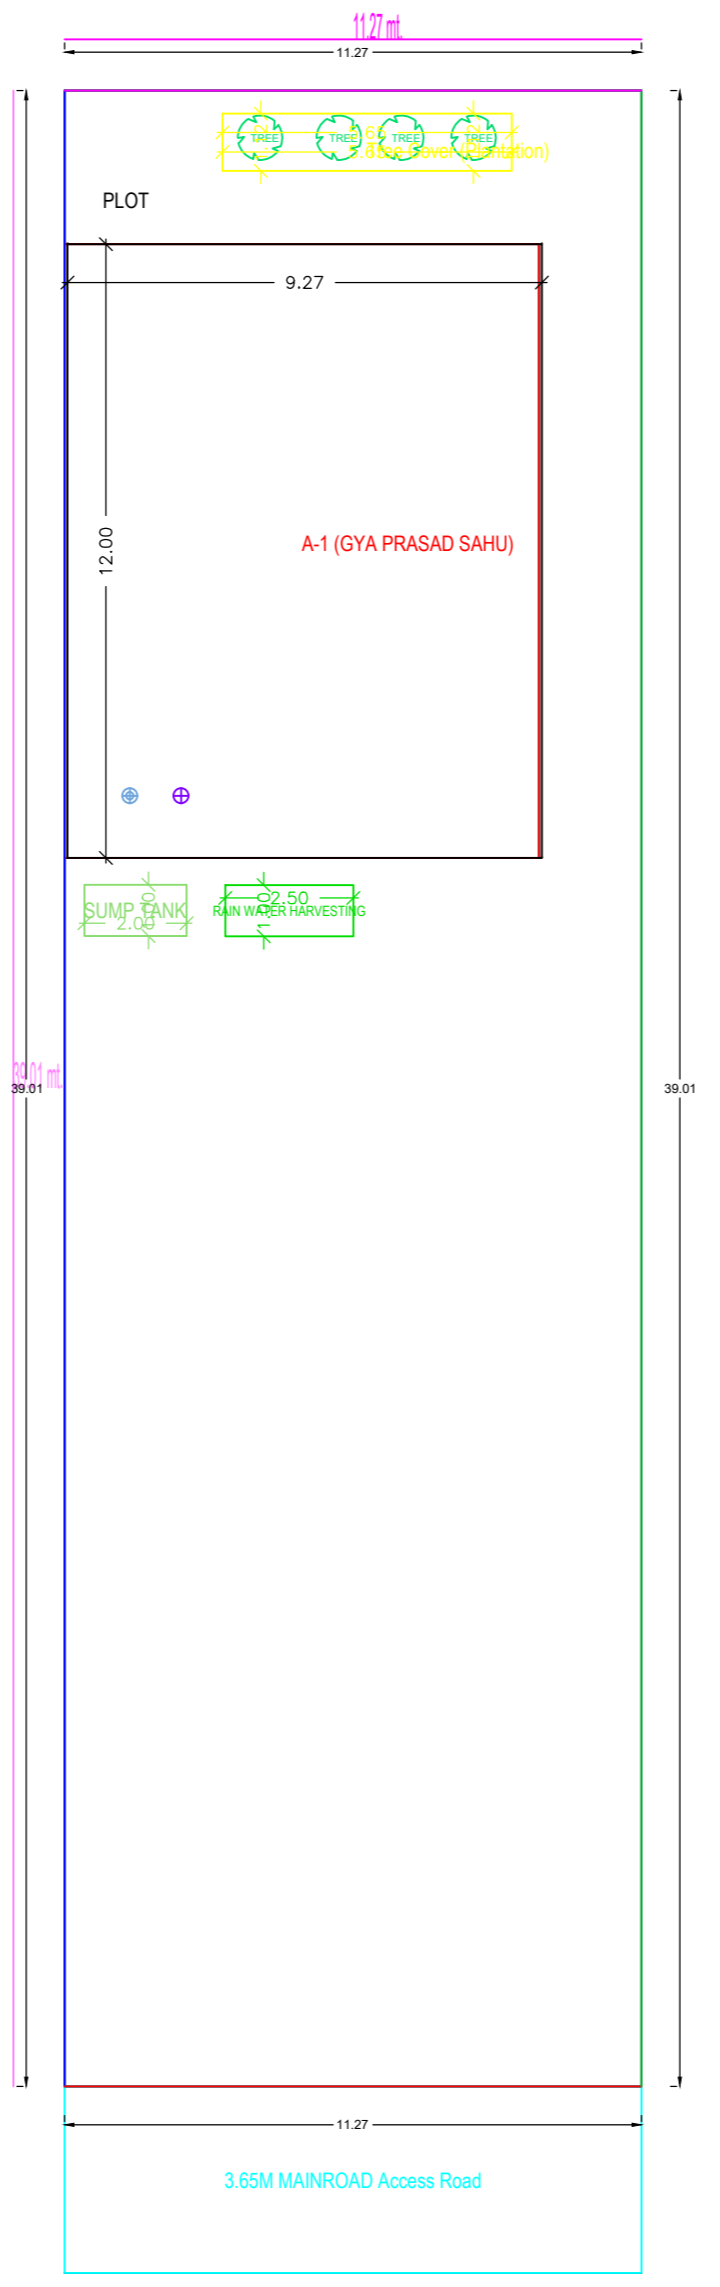 11.27 mt.
11.27
TREE TREE TREE TREE
5.65
Tree Cover (Plantation)
PLOT
9.27
12.00
A-1 (GYA PRASAD SAHU)
SUMP TANK
2.00
2.50
1.00
RAIN WATER HARVESTING
39.01 mt.
39.01
39.01
11.27
3.65M MAINROAD Access Road